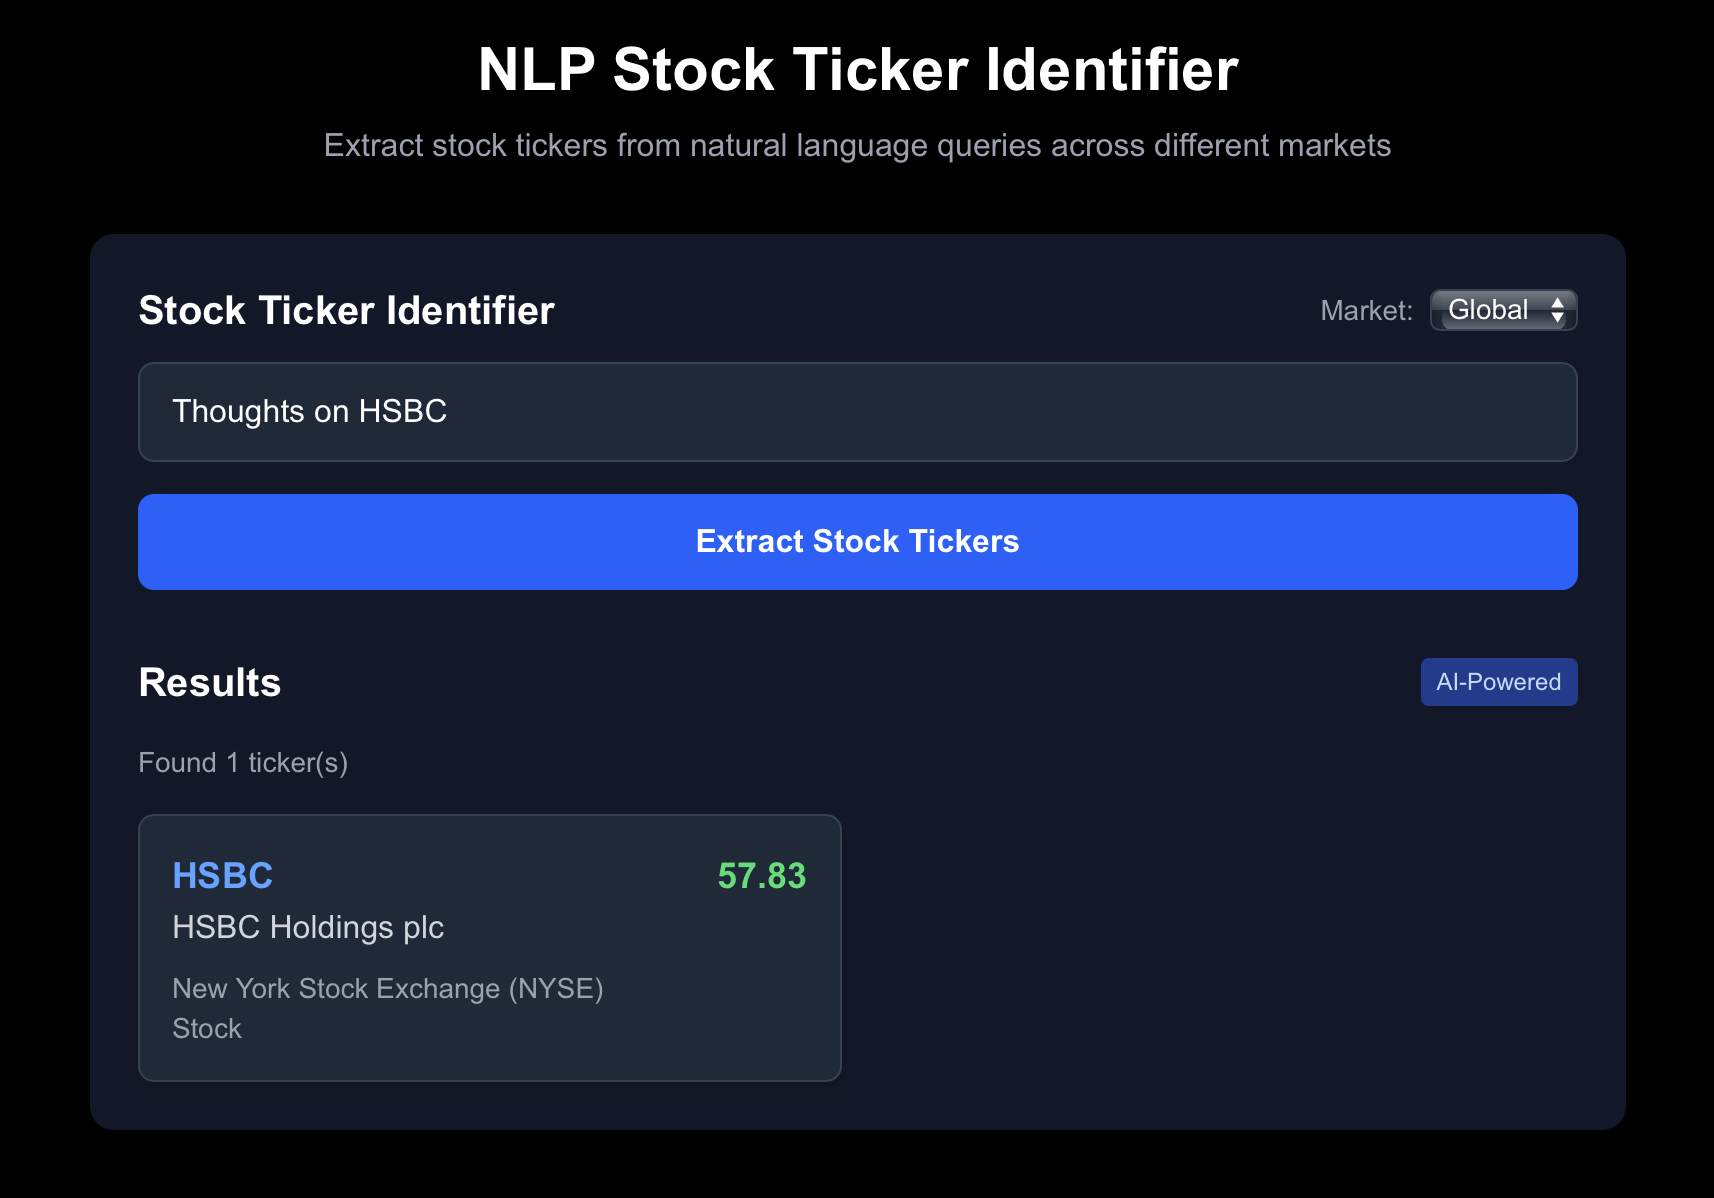 NLP Stock Ticker Identifier
Extract stock tickers from natural language queries across different markets
Stock Ticker Identifier
Market: Global
Thoughts on HSBC
Extract Stock Tickers
Results
AI-Powered
Found 1 ticker(s)
HSBC
57.83
HSBC Holdings plc
New York Stock Exchange (NYSE)
Stock